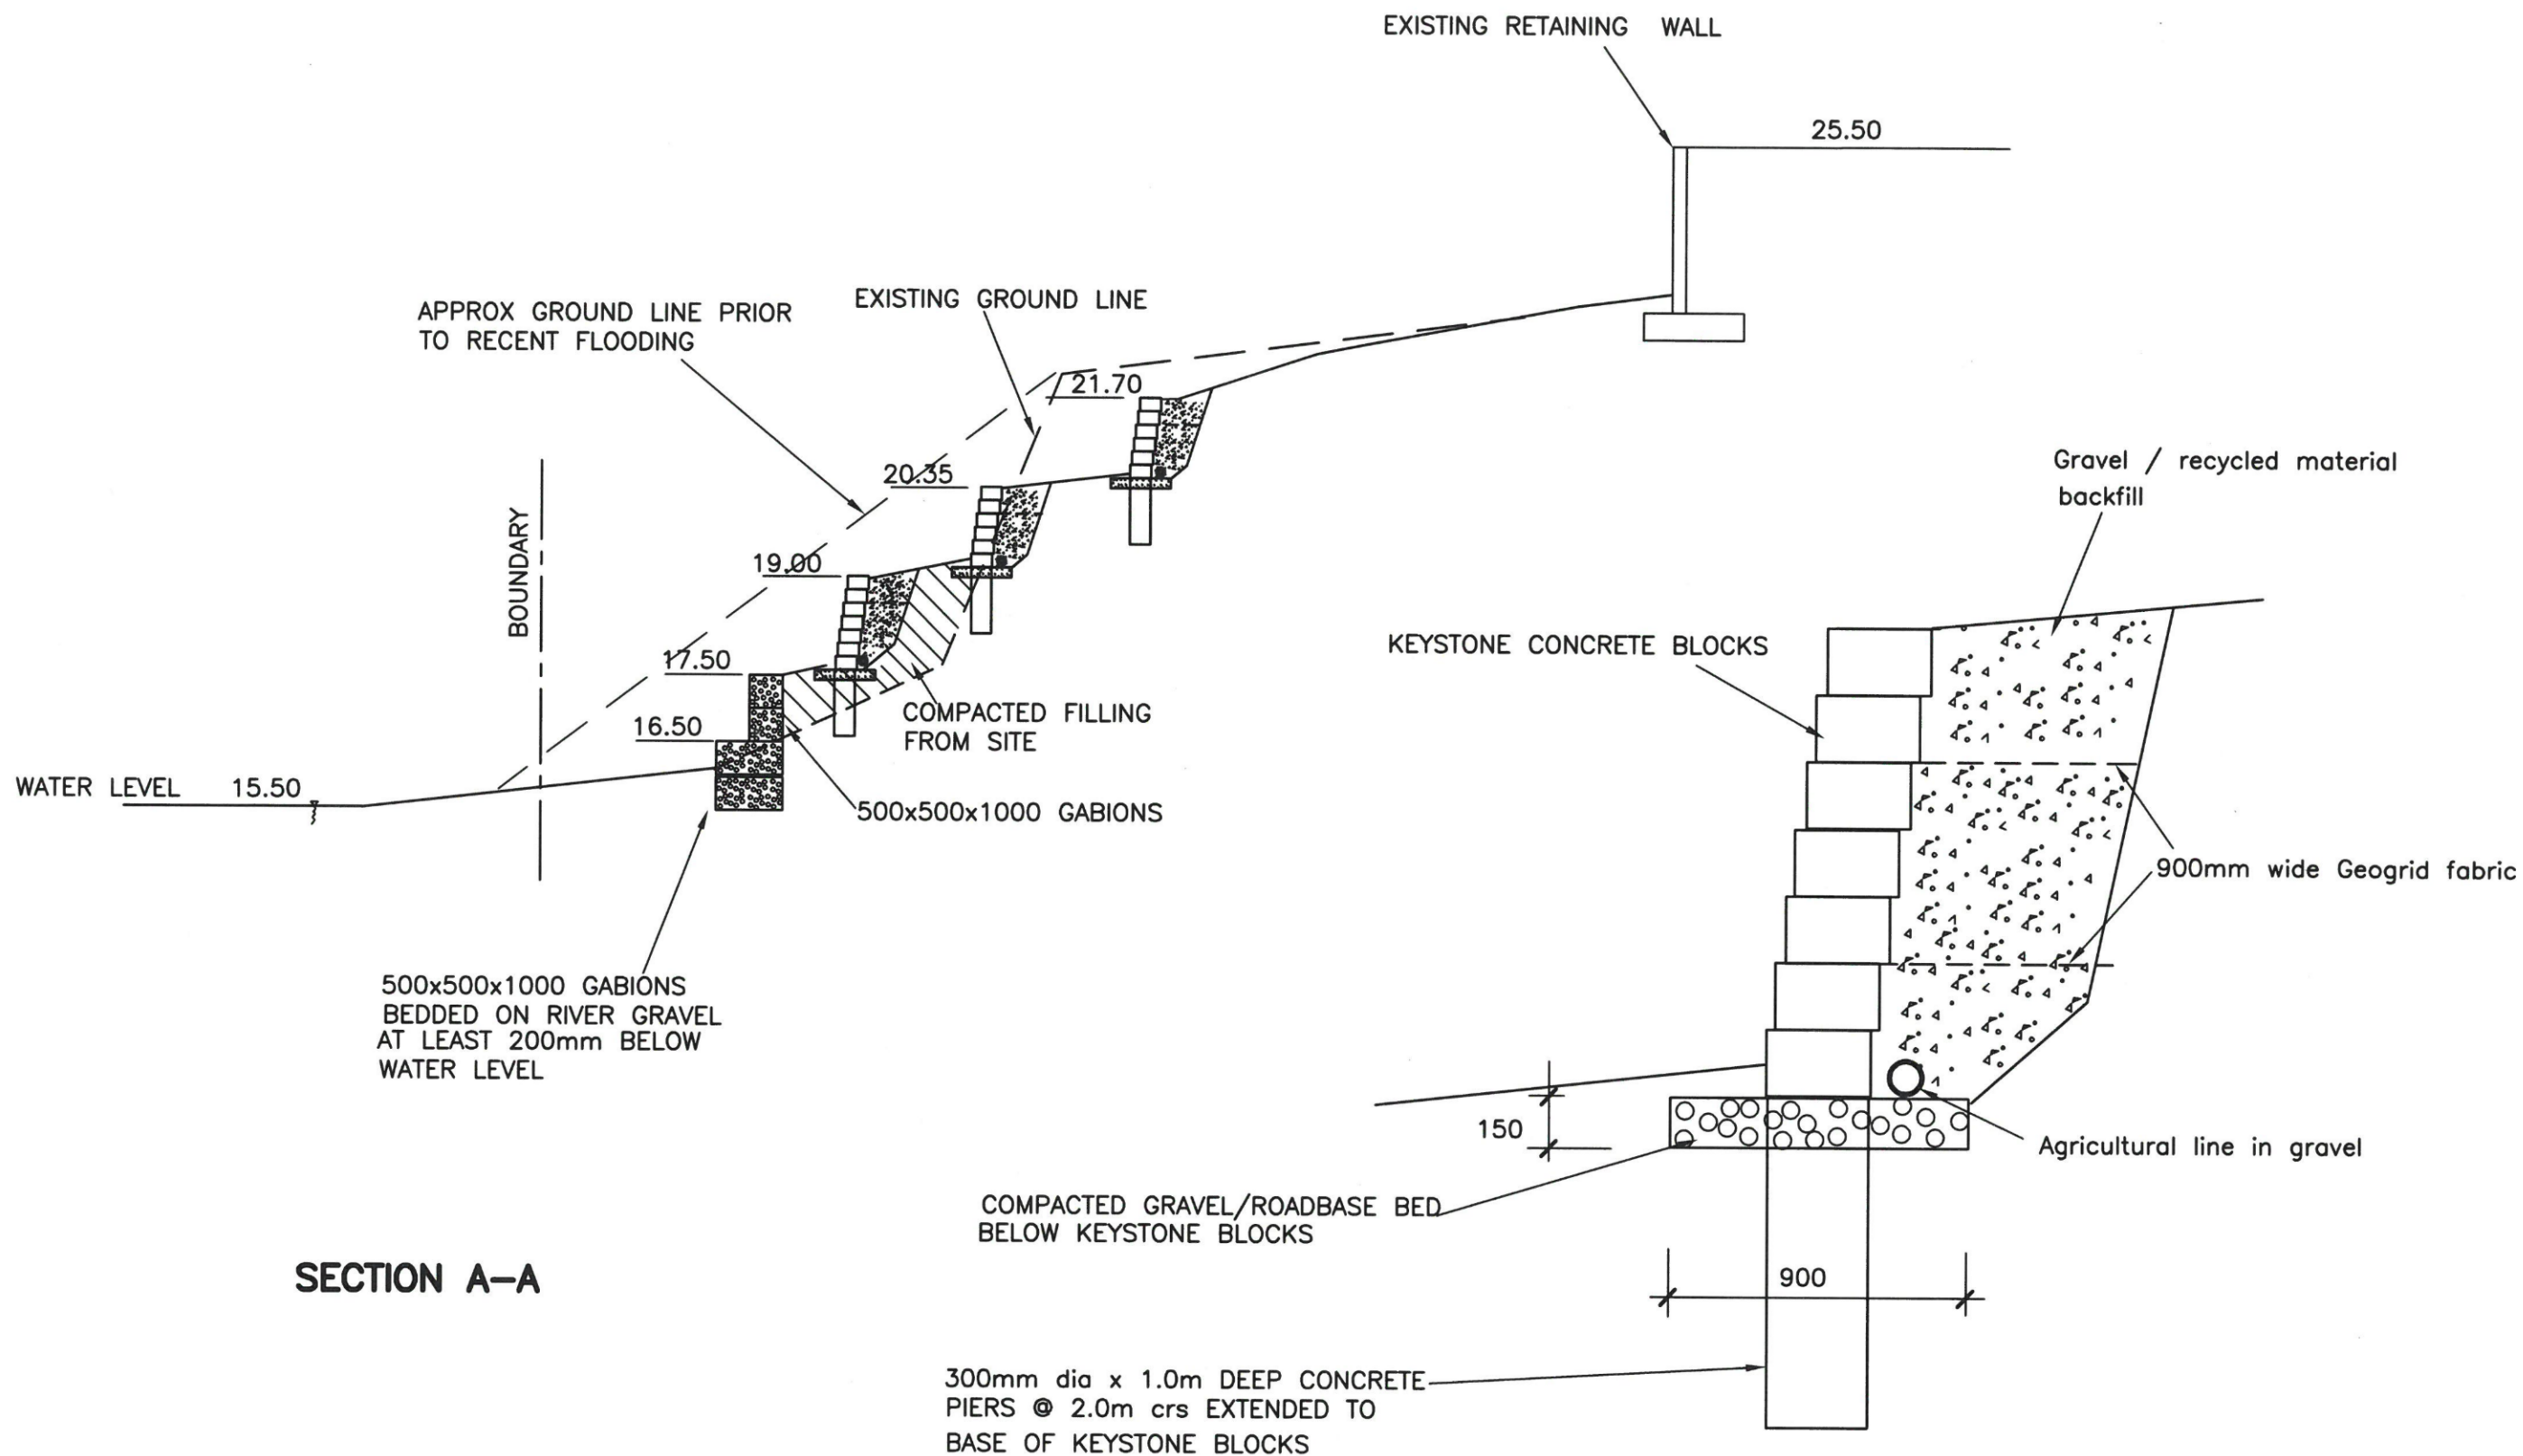 EXISTING RETAINING WALL
25.50
APPROX GROUND LINE PRIOR
TO RECENT FLOODING
EXISTING GROUND LINE
21.70
20.35
19.00
17.50
16.50
BOUNDARY
WATER LEVEL 15.50
COMPACTED FILLING
FROM SITE
500x500x1000 GABIONS
500x500x1000 GABIONS
BEDDED ON RIVER GRAVEL
AT LEAST 200mm BELOW
WATER LEVEL
SECTION A-A
Gravel / recycled material
backfill
KEYSTONE CONCRETE BLOCKS
900mm wide Geogrid fabric
150
Agricultural line in gravel
COMPACTED GRAVEL/ROADBASE BED
BELOW KEYSTONE BLOCKS
900
300mm dia x 1.0m DEEP CONCRETE
PIERS @ 2.0m crs EXTENDED TO
BASE OF KEYSTONE BLOCKS